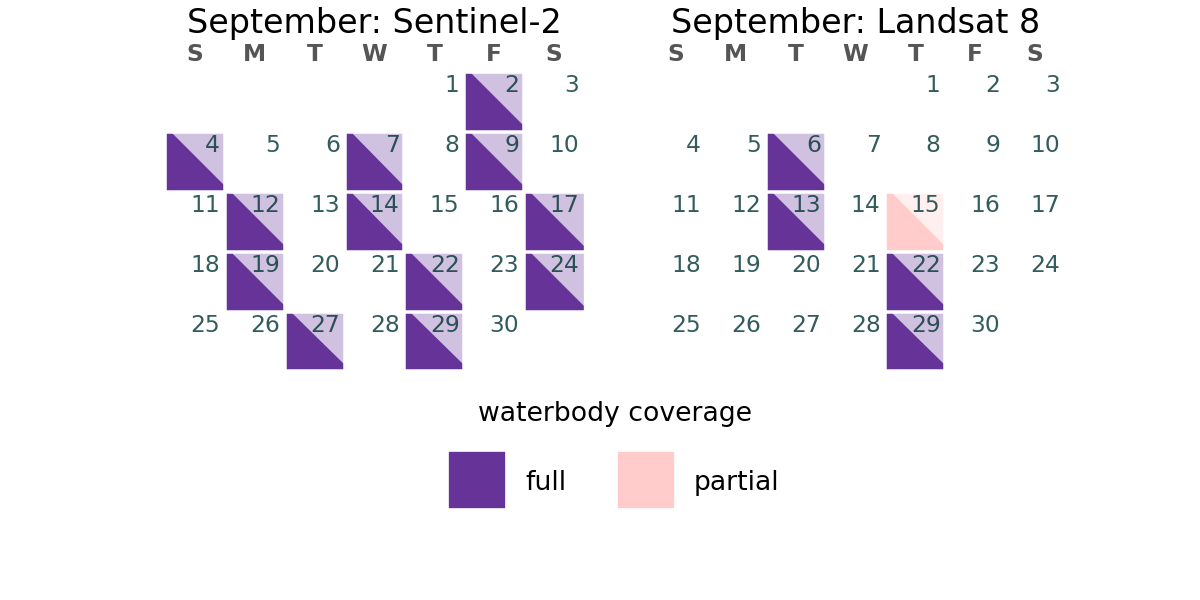 September: Sentinel-2
S M T W T F S
1 2 3
4 5 6 7 8 9 10
11 12 13 14 15 16 17
18 19 20 21 22 23 24
25 26 27 28 29 30
September: Landsat 8
S M T W T F S
1 2 3
4 5 6 7 8 9 10
11 12 13 14 15 16 17
18 19 20 21 22 23 24
25 26 27 28 29 30
waterbody coverage
full partial